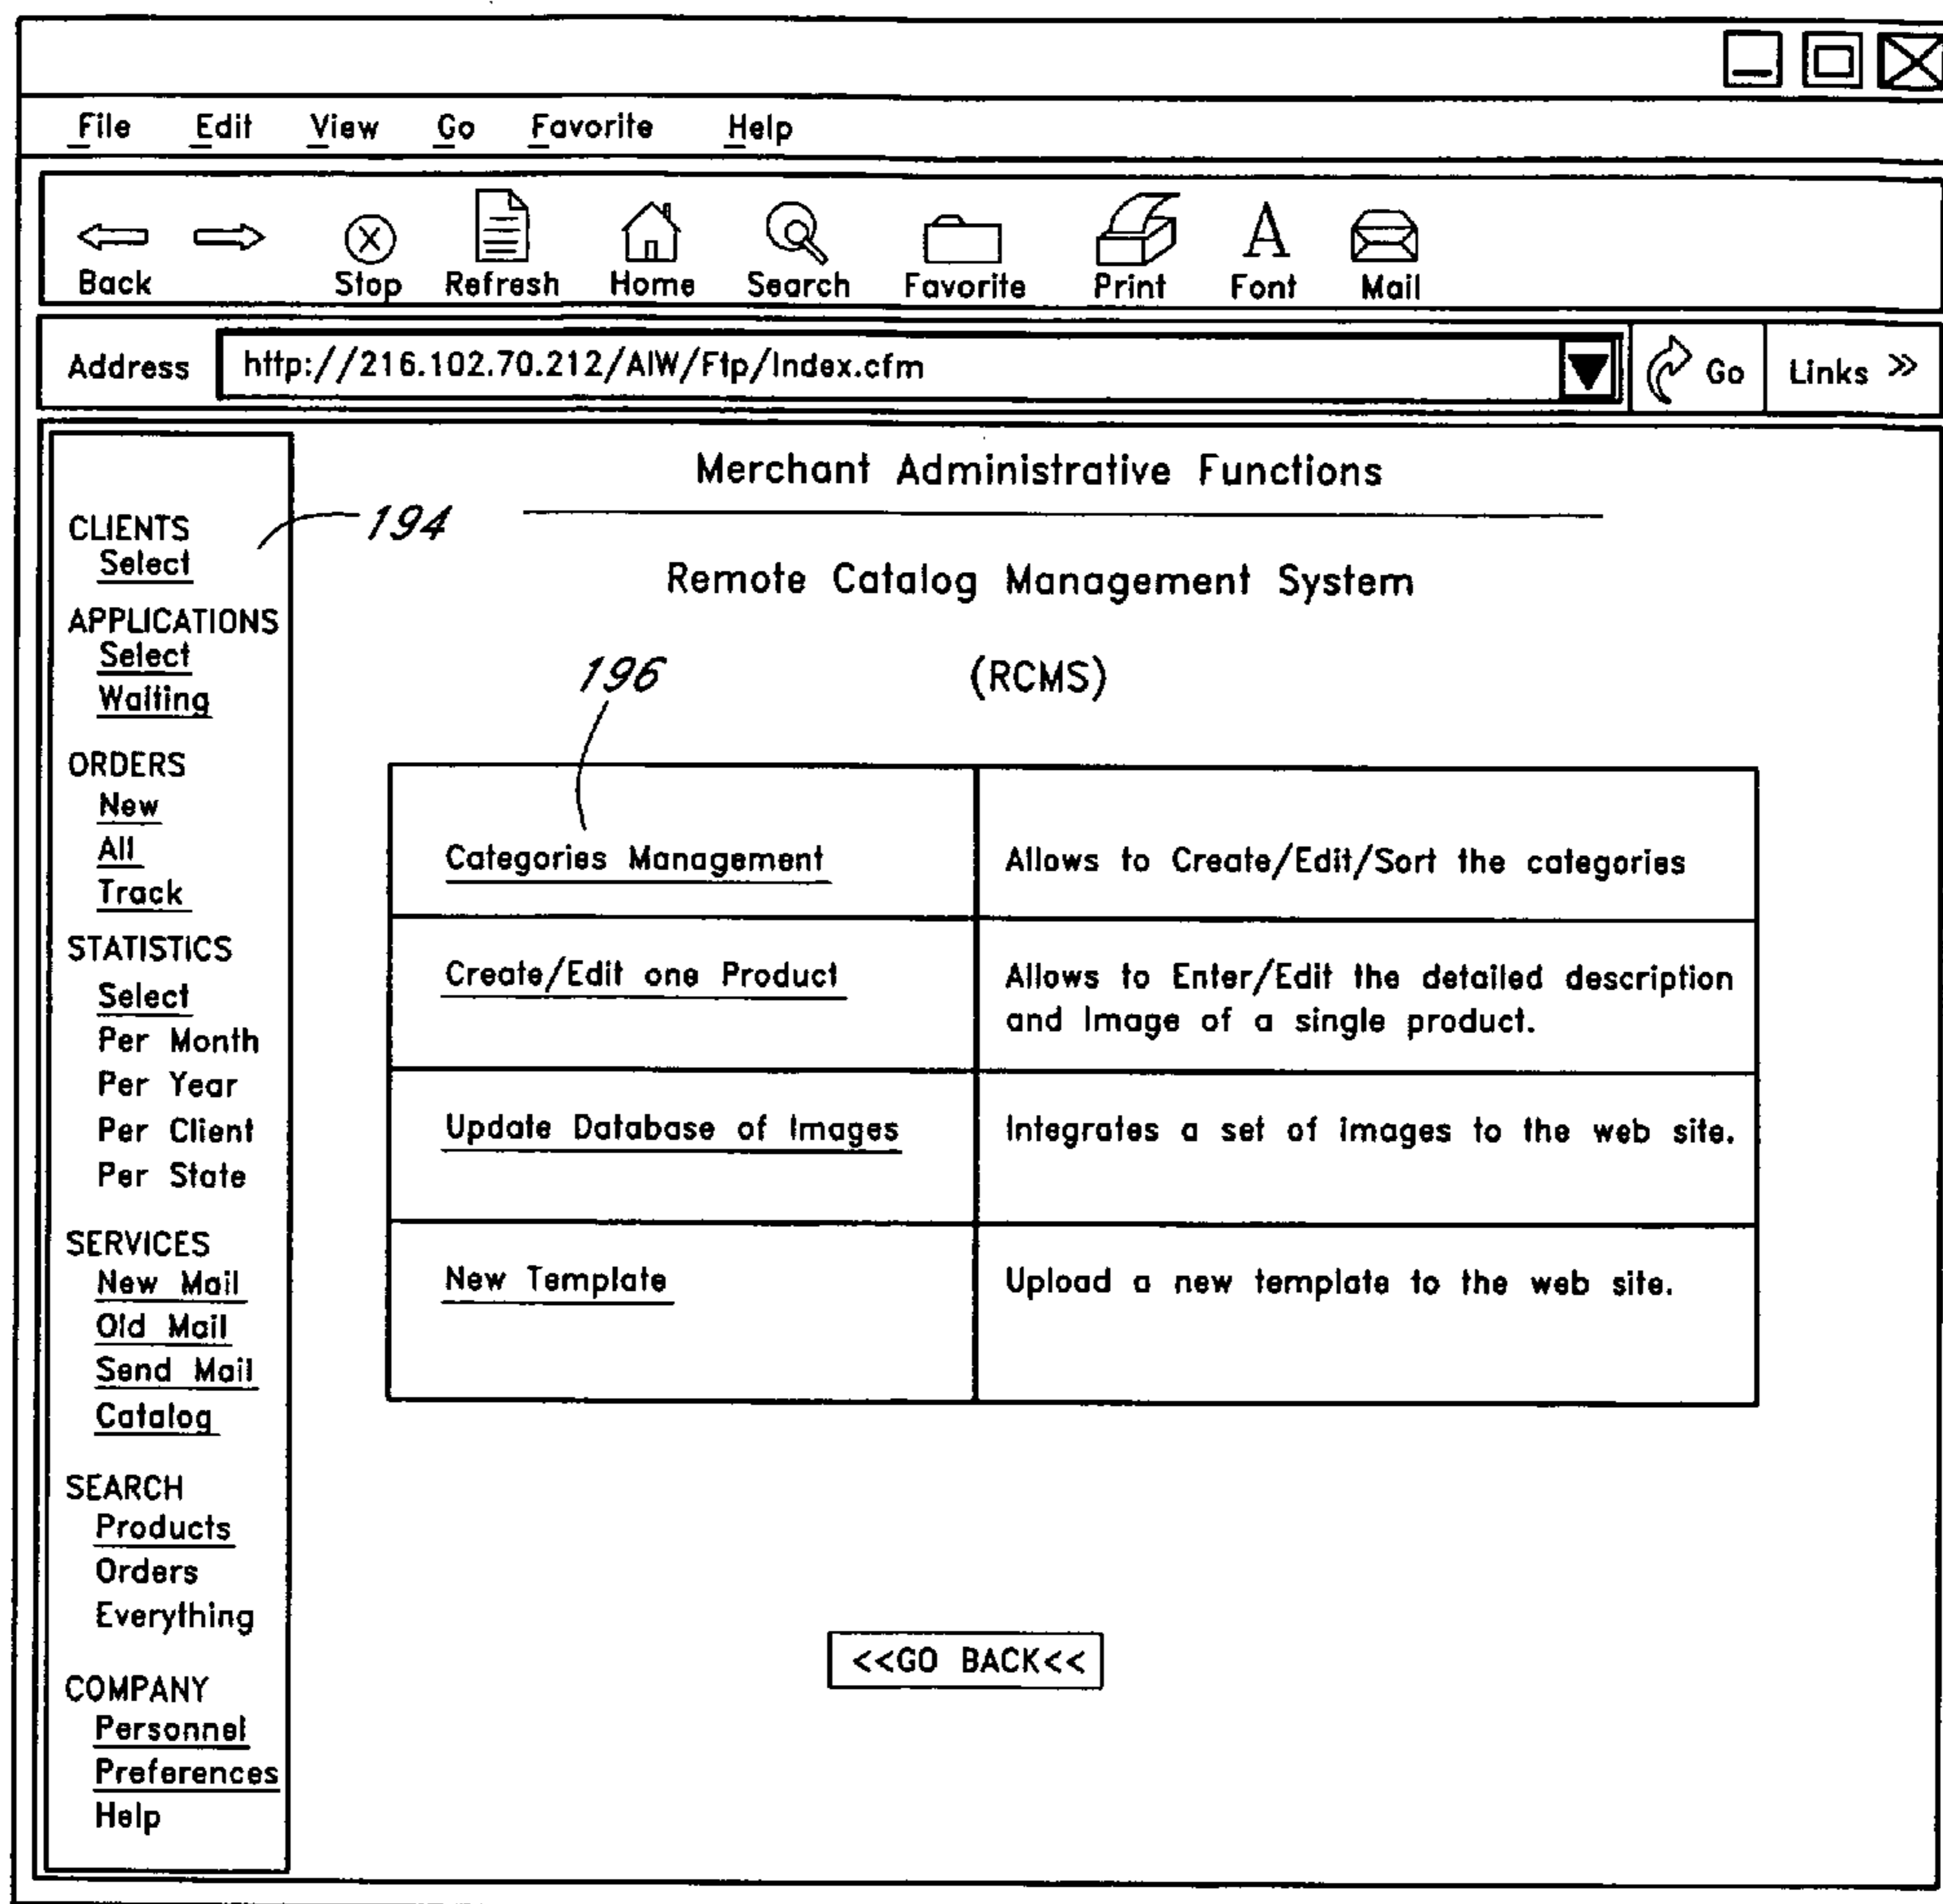 File Edit View Go Favorite Help
Back Stop Refresh Home Search Favorite Print A Font Mail
Address http://216.102.70.212/AIW/Ftp/Index.cfm Go Links >>
CLIENTS
Select
APPLICATIONS
Select
Waiting
ORDERS
New
All
Track
STATISTICS
Select
Per Month
Per Year
Per Client
Per State
SERVICES
New Mail
Old Mail
Send Mail
Catalog
SEARCH
Products
Orders
Everything
COMPANY
Personnel
Preferences
Help
194
Merchant Administrative Functions
Remote Catalog Management System
(RCMS)
196
Categories Management Allows to Create/Edit/Sort the categories
Create/Edit one Product Allows to Enter/Edit the detailed description
and Image of a single product.
Update Database of Images Integrates a set of images to the web site.
New Template Upload a new template to the web site.
<<GO BACK<<